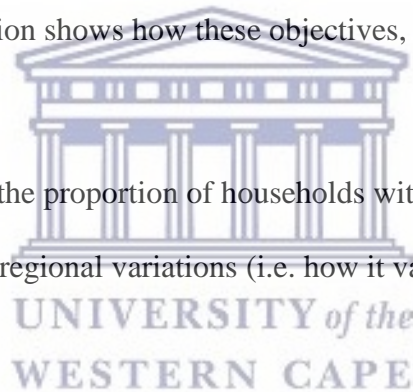 ion shows how these objectives,
the proportion of households wit
regional variations (i.e. how it va
UNIVERSITY of the
WESTERN CAPE